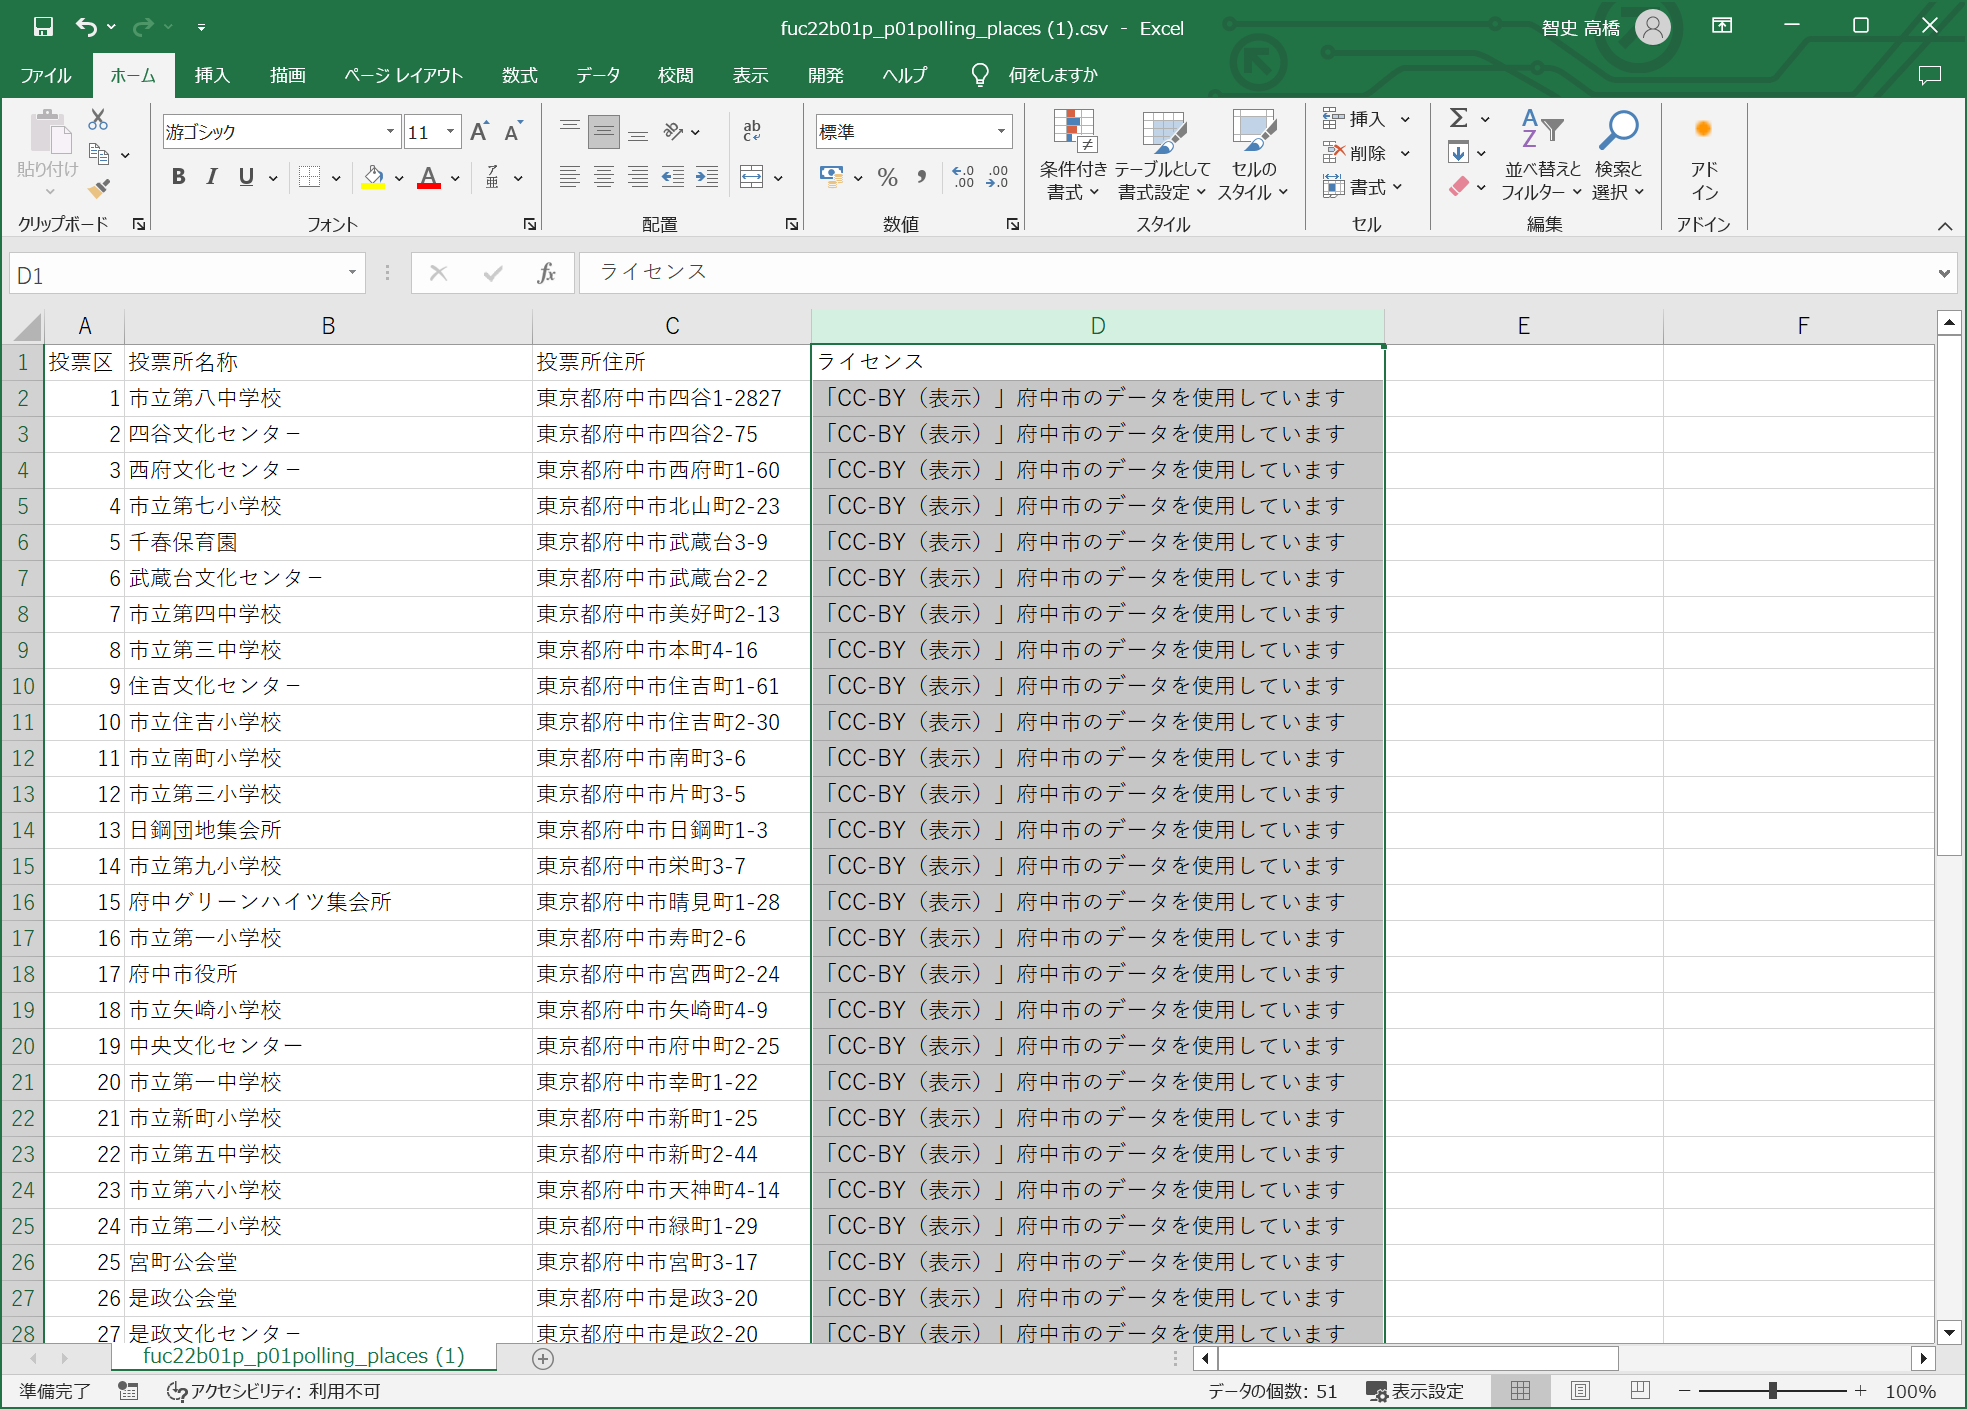 fuc22b01p_p01polling_places (1).csv - Excel
智史 高橋
ファイル ホーム 挿入 描画 ページ レイアウト 数式 データ 校閲 表示 開発 ヘルプ 何をしますか
貼り付け
クリップボード
游ゴシック 11
B I U
フォント
ab
c
配置
標準
数値
条件付き
書式
テーブルとして
書式設定
セルの
スタイル
スタイル
挿入
削除
書式
セル
並べ替えと
フィルター
検索と
選択
編集
アド
イン
アドイン
D1 fx ライセンス
A B C D E F
1 投票区 投票所名称 投票所住所 ライセンス
2 1 市立第八中学校 東京都府中市四谷1-2827 「CC-BY（表示）」府中市のデータを使用しています
3 2 四谷文化センタ－ 東京都府中市四谷2-75 「CC-BY（表示）」府中市のデータを使用しています
4 3 西府文化センタ－ 東京都府中市西府町1-60 「CC-BY（表示）」府中市のデータを使用しています
5 4 市立第七小学校 東京都府中市北山町2-23 「CC-BY（表示）」府中市のデータを使用しています
6 5 千春保育園 東京都府中市武蔵台3-9 「CC-BY（表示）」府中市のデータを使用しています
7 6 武蔵台文化センタ－ 東京都府中市武蔵台2-2 「CC-BY（表示）」府中市のデータを使用しています
8 7 市立第四中学校 東京都府中市美好町2-13 「CC-BY（表示）」府中市のデータを使用しています
9 8 市立第三中学校 東京都府中市本町4-16 「CC-BY（表示）」府中市のデータを使用しています
10 9 住吉文化センタ－ 東京都府中市住吉町1-61 「CC-BY（表示）」府中市のデータを使用しています
11 10 市立住吉小学校 東京都府中市住吉町2-30 「CC-BY（表示）」府中市のデータを使用しています
12 11 市立南町小学校 東京都府中市南町3-6 「CC-BY（表示）」府中市のデータを使用しています
13 12 市立第三小学校 東京都府中市片町3-5 「CC-BY（表示）」府中市のデータを使用しています
14 13 日鋼団地集会所 東京都府中市日鋼町1-3 「CC-BY（表示）」府中市のデータを使用しています
15 14 市立第九小学校 東京都府中市栄町3-7 「CC-BY（表示）」府中市のデータを使用しています
16 15 府中グリーンハイツ集会所 東京都府中市晴見町1-28 「CC-BY（表示）」府中市のデータを使用しています
17 16 市立第一小学校 東京都府中市寿町2-6 「CC-BY（表示）」府中市のデータを使用しています
18 17 府中市役所 東京都府中市宮西町2-24 「CC-BY（表示）」府中市のデータを使用しています
19 18 市立矢崎小学校 東京都府中市矢崎町4-9 「CC-BY（表示）」府中市のデータを使用しています
20 19 中央文化センター 東京都府中市府中町2-25 「CC-BY（表示）」府中市のデータを使用しています
21 20 市立第一中学校 東京都府中市幸町1-22 「CC-BY（表示）」府中市のデータを使用しています
22 21 市立新町小学校 東京都府中市新町1-25 「CC-BY（表示）」府中市のデータを使用しています
23 22 市立第五中学校 東京都府中市新町2-44 「CC-BY（表示）」府中市のデータを使用しています
24 23 市立第六小学校 東京都府中市天神町4-14 「CC-BY（表示）」府中市のデータを使用しています
25 24 市立第二小学校 東京都府中市緑町1-29 「CC-BY（表示）」府中市のデータを使用しています
26 25 宮町公会堂 東京都府中市宮町3-17 「CC-BY（表示）」府中市のデータを使用しています
27 26 是政公会堂 東京都府中市是政3-20 「CC-BY（表示）」府中市のデータを使用しています
28 27 是政文化センタ－ 東京都府中市是政2-20 「CC-BY（表示）」府中市のデータを使用しています
fuc22b01p_p01polling_places (1)
準備完了 アクセシビリティ: 利用不可 データの個数: 51 表示設定 100%